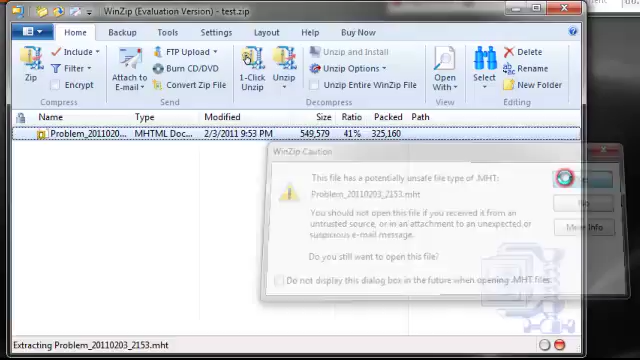 WinZip (Evaluation Version) - test.zip
Home Backup Tools Settings Layout Help Buy Now
Zip
Include
Filter
Encrypt
Compress
Attach to E-mail
FTP Upload
Burn CD/DVD
Convert Zip File
Send
1-Click Unzip
Unzip
Unzip and Install
Unzip Options
Unzip Entire WinZip File
Decompress
Open With
Select
Delete
Rename
New Folder
Editing
Name Type Modified Size Ratio Packed Path
Problem_2011020... MHTML Doc... 2/3/2011 9:53 PM 549,579 41% 325,160
WinZip Caution
This file has a potentially unsafe file type of .MHT:
Problem_20110203_2153.mht
You should not open this file if you received it from an
untrusted source, or in an attachment to an unexpected or
suspicious e-mail message.
Do you still want to open this file?
No
More Info
Do not display this dialog box in the future when opening .MHT files.
Extracting Problem_20110203_2153.mht